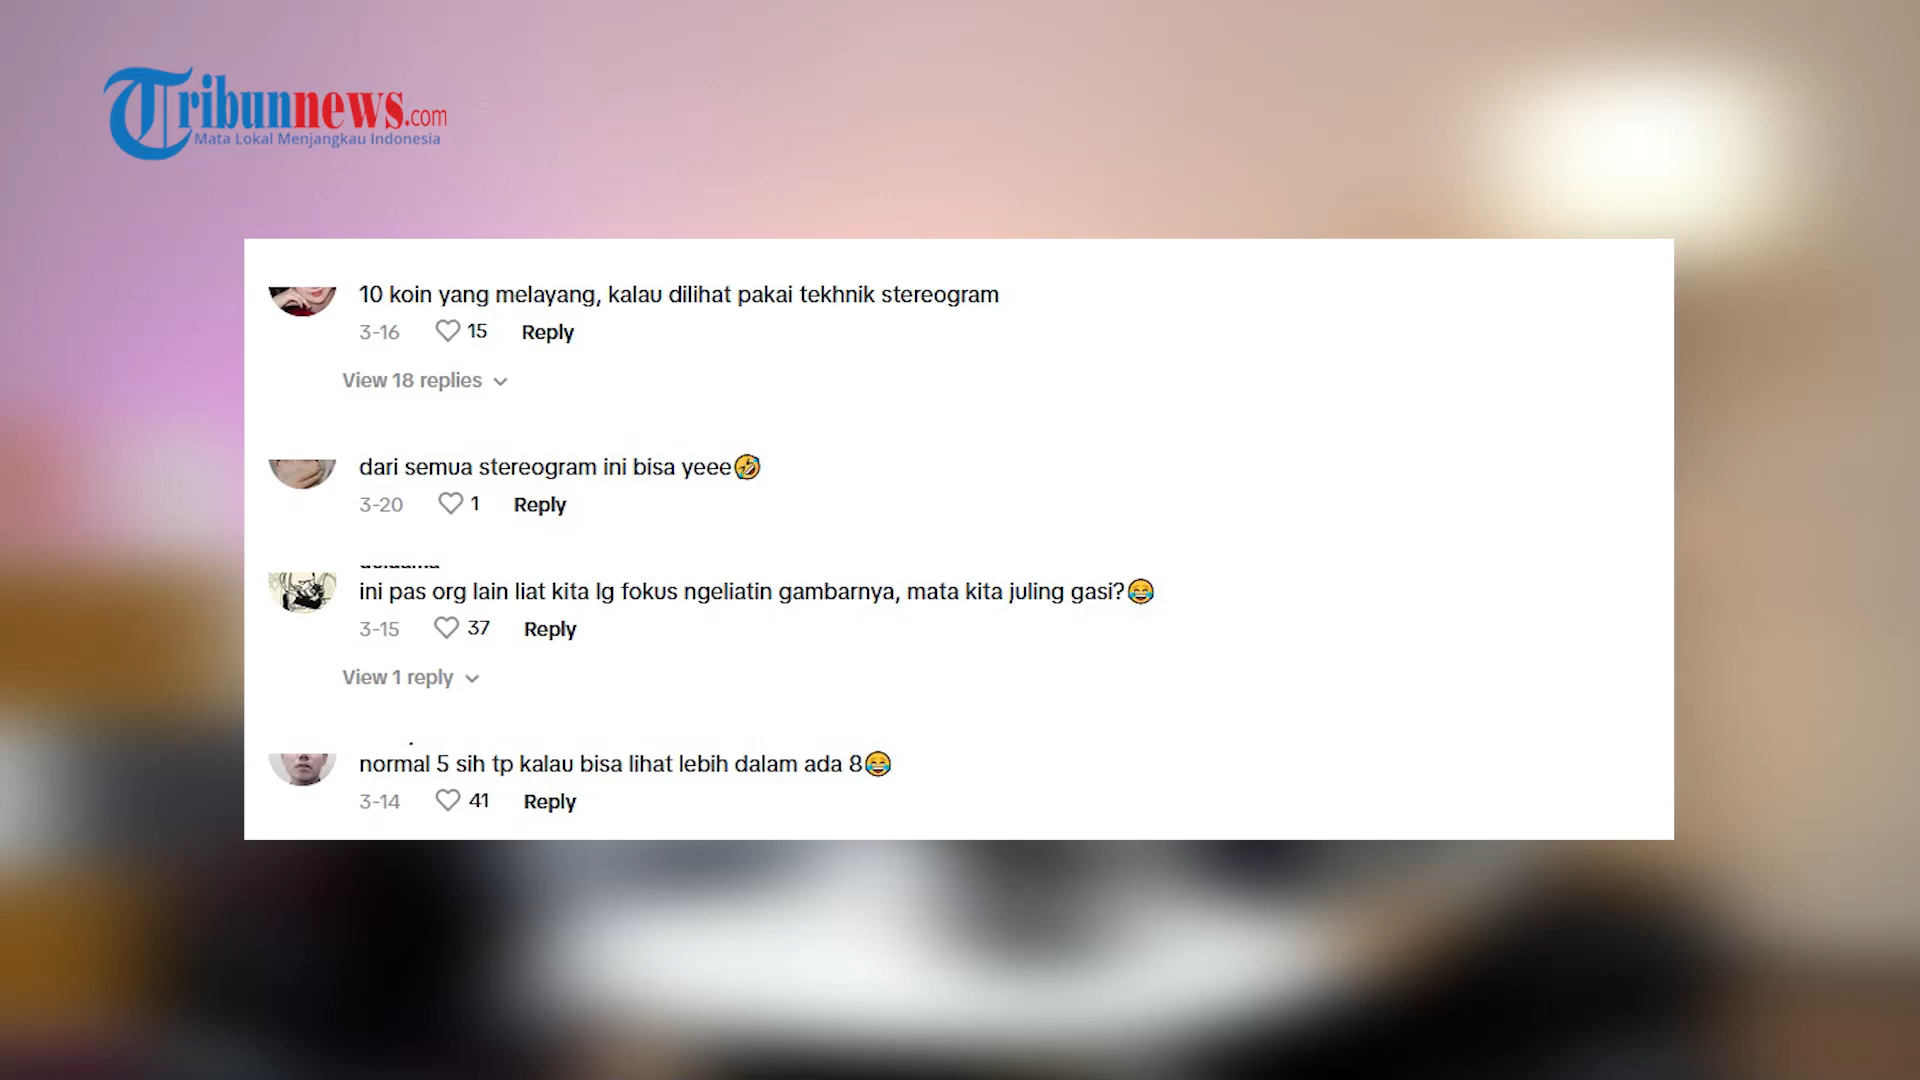 Tribunnews.com
Mata Lokal Menjangkau Indonesia
10 koin yang melayang, kalau dilihat pakai tekhnik stereogram
3-16 15 Reply
View 18 replies
dari semua stereogram ini bisa yeee🤣
3-20 1 Reply
ini pas org lain liat kita lg fokus ngeliatin gambarnya, mata kita juling gasi?😂
3-15 37 Reply
View 1 reply
normal 5 sih tp kalau bisa lihat lebih dalam ada 8😂
3-14 41 Reply